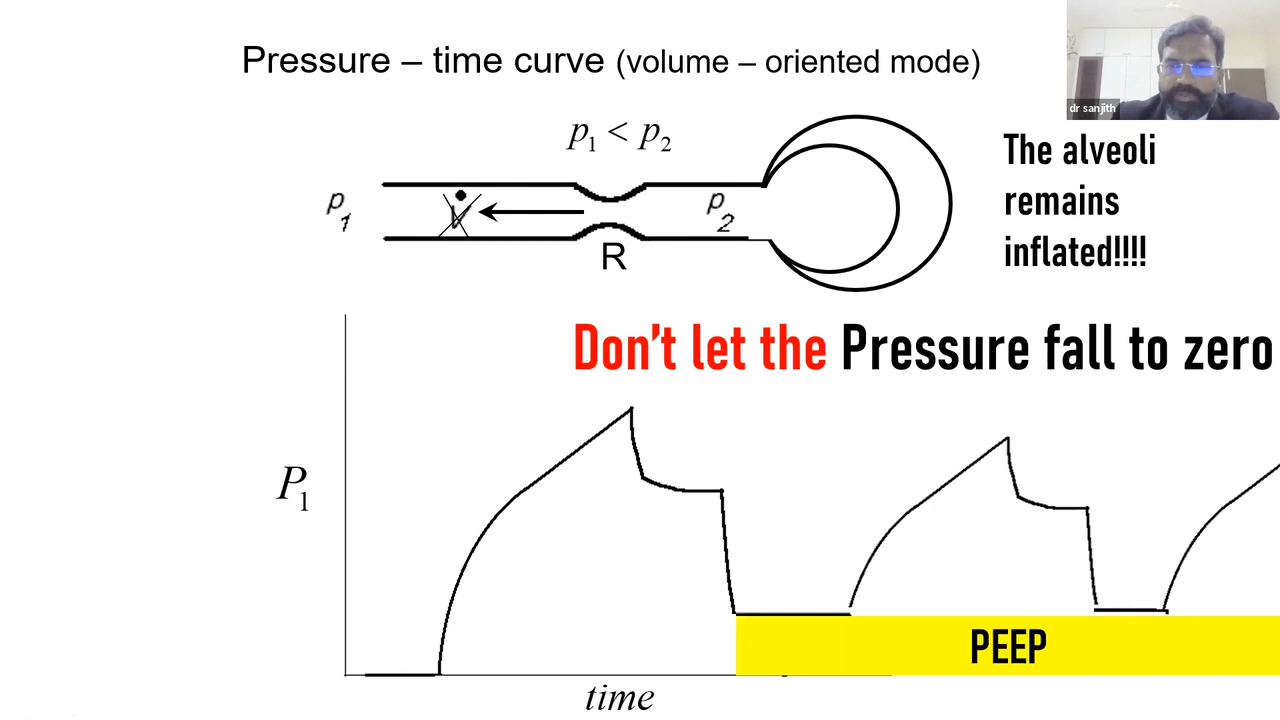 Pressure – time curve (volume – oriented mode)
dr sanjith
p₁ < p₂
The alveoli
remains
inflated!!!!
p₁
V̇
p₂
R
Don't let the Pressure fall to zero
P₁
PEEP
time